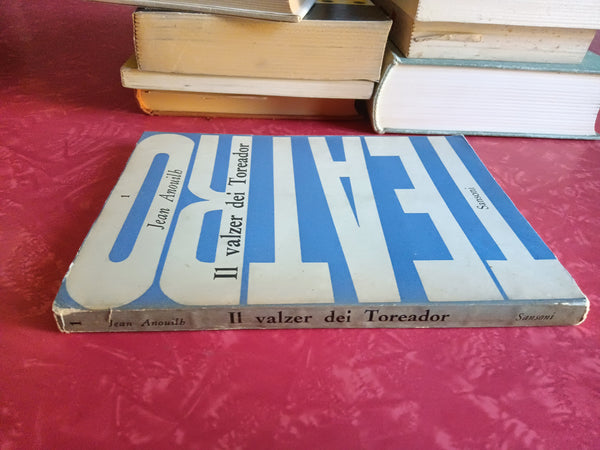 1
Jean Anouilh
Il valzer dei Toreador
TEATRO
Sansoni
1 Jean Anouilh Il valzer dei Toreador Sansoni